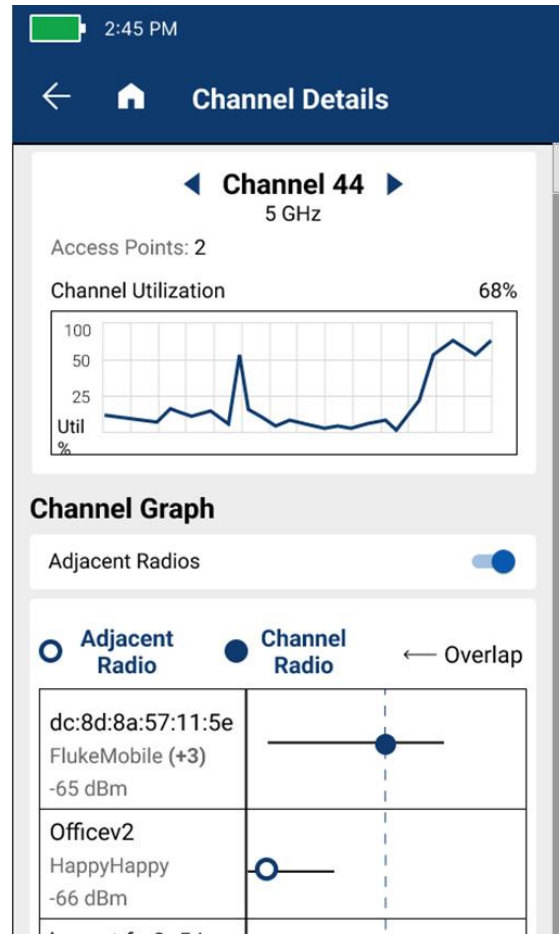 2:45 PM
Channel Details
Channel 44
5 GHz
Access Points: 2
Channel Utilization 68%
100
50
25
Util
%
Channel Graph
Adjacent Radios
Adjacent Radio
Channel Radio
Overlap
dc:8d:8a:57:11:5e
FlukeMobile (+3)
-65 dBm
Officev2
HappyHappy
-66 dBm